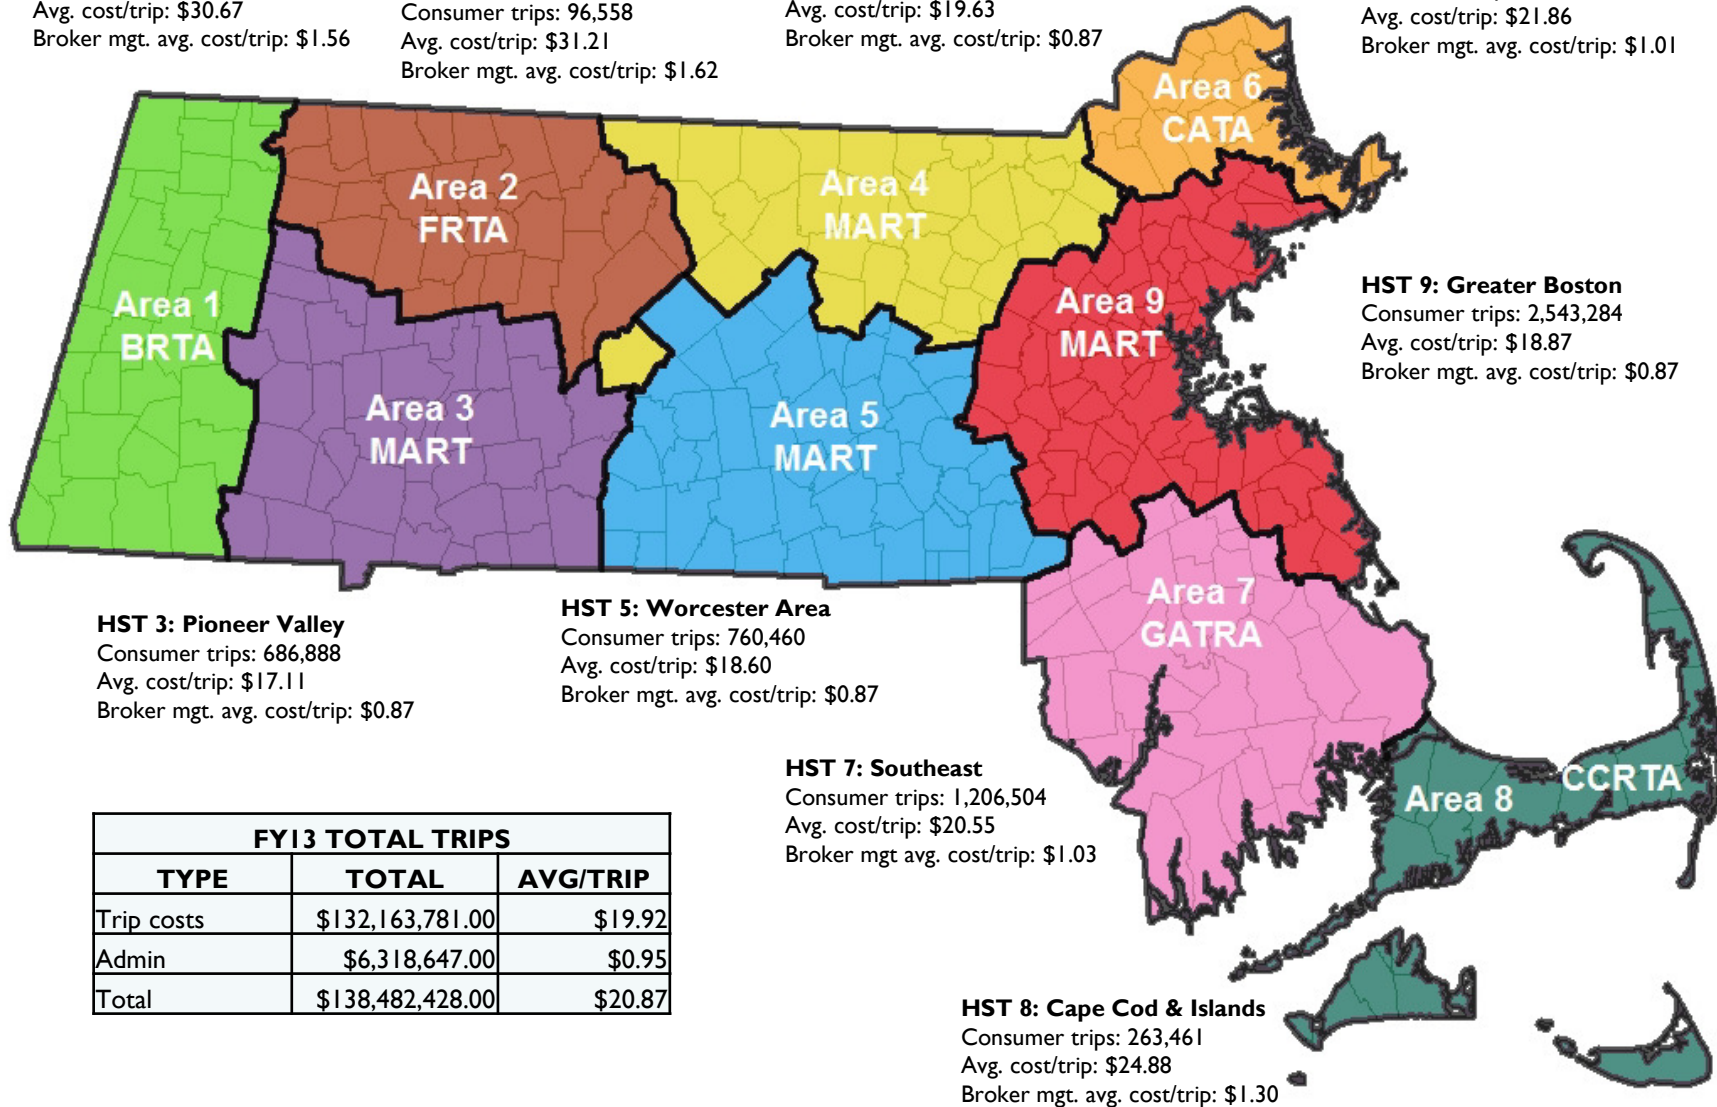 Avg. cost/trip: $30.67
Broker mgt. avg. cost/trip: $1.56
Consumer trips: 96,558
Avg. cost/trip: $31.21
Broker mgt. avg. cost/trip: $1.62
Avg. cost/trip: $19.63
Broker mgt. avg. cost/trip: $0.87
Avg. cost/trip: $21.86
Broker mgt. avg. cost/trip: $1.01
Area 6
CATA
Area 2
FRTA
Area 4
MART
Area 1
BRTA
Area 9
MART
HST 9: Greater Boston
Consumer trips: 2,543,284
Avg. cost/trip: $18.87
Broker mgt. avg. cost/trip: $0.87
Area 3
MART
Area 5
MART
Area 7
GATRA
HST 3: Pioneer Valley
Consumer trips: 686,888
Avg. cost/trip: $17.11
Broker mgt. avg. cost/trip: $0.87
HST 5: Worcester Area
Consumer trips: 760,460
Avg. cost/trip: $18.60
Broker mgt. avg. cost/trip: $0.87
HST 7: Southeast
Consumer trips: 1,206,504
Avg. cost/trip: $20.55
Broker mgt avg. cost/trip: $1.03
Area 8
CCRTA
FY13 TOTAL TRIPS
TYPE TOTAL AVG/TRIP
Trip costs $132,163,781.00 $19.92
Admin $6,318,647.00 $0.95
Total $138,482,428.00 $20.87
HST 8: Cape Cod & Islands
Consumer trips: 263,461
Avg. cost/trip: $24.88
Broker mgt. avg. cost/trip: $1.30